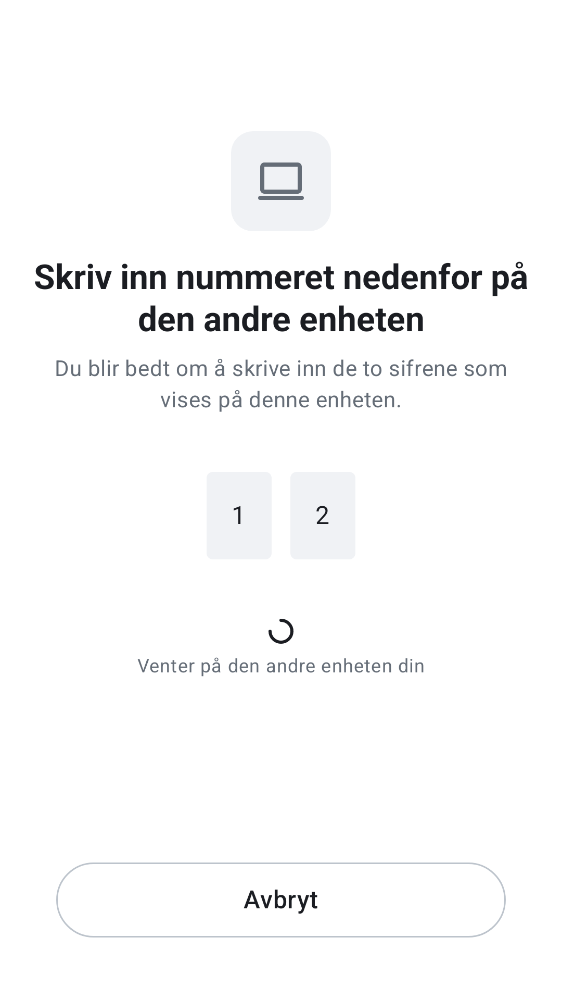 Skriv inn nummeret nedenfor på
den andre enheten
Du blir bedt om å skrive inn de to sifrene som
vises på denne enheten.
1 2
Venter på den andre enheten din
Avbryt